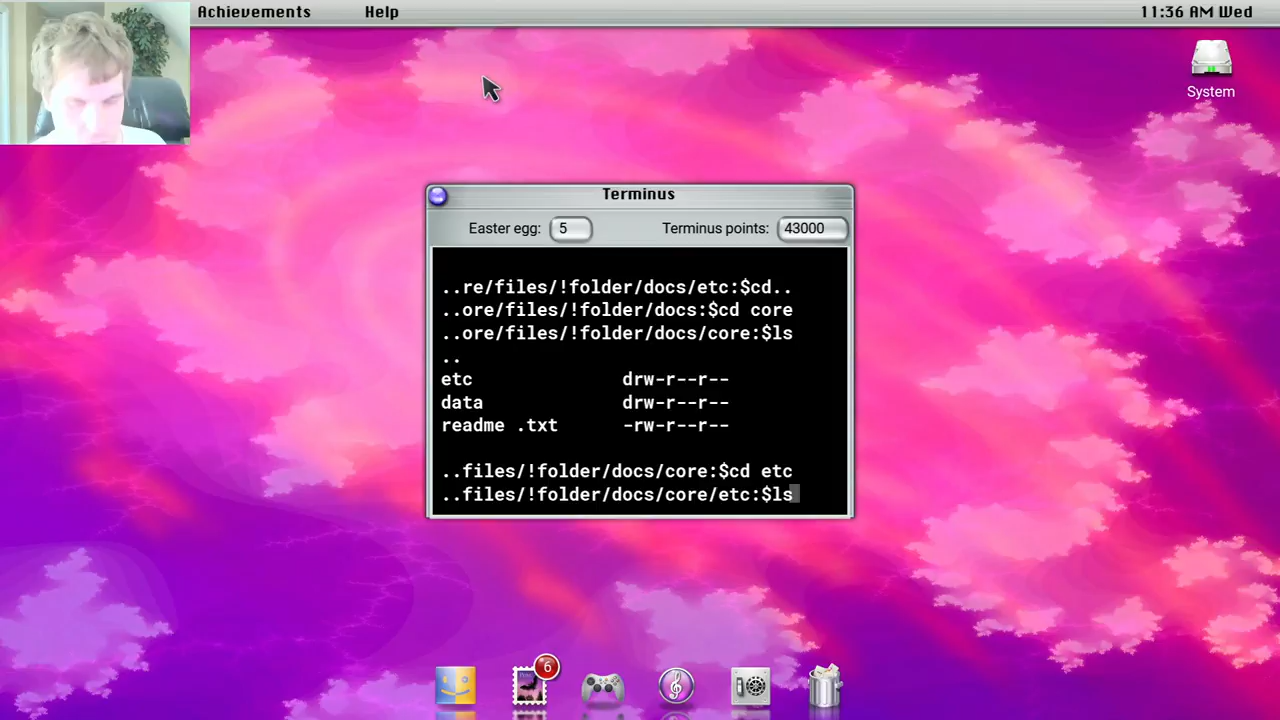 Achievements Help 11:36 AM Wed
System
Terminus
Easter egg: 5 Terminus points: 43000
..re/files/!folder/docs/etc:$cd..
..ore/files/!folder/docs:$cd core
..ore/files/!folder/docs/core:$ls
..
etc drw-r--r--
data drw-r--r--
readme .txt -rw-r--r--
..files/!folder/docs/core:$cd etc
..files/!folder/docs/core/etc:$ls
6